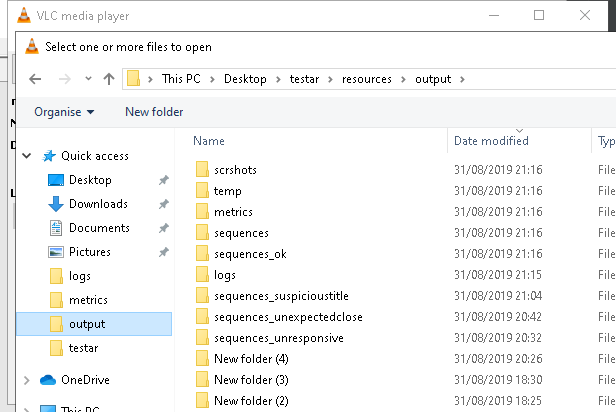 VLC media player
Select one or more files to open
This PC > Desktop > testar > resources > output >
Organise New folder
Name Date modified Typ
Quick access
Desktop
Downloads
Documents
Pictures
logs
metrics
output
testar
OneDrive
This PC
scrshots 31/08/2019 21:16 File
temp 31/08/2019 21:16 File
metrics 31/08/2019 21:16 File
sequences 31/08/2019 21:16 File
sequences_ok 31/08/2019 21:16 File
logs 31/08/2019 21:15 File
sequences_suspicioustitle 31/08/2019 21:04 File
sequences_unexpectedclose 31/08/2019 20:42 File
sequences_unresponsive 31/08/2019 20:32 File
New folder (4) 31/08/2019 20:26 File
New folder (3) 31/08/2019 18:30 File
New folder (2) 31/08/2019 18:25 File